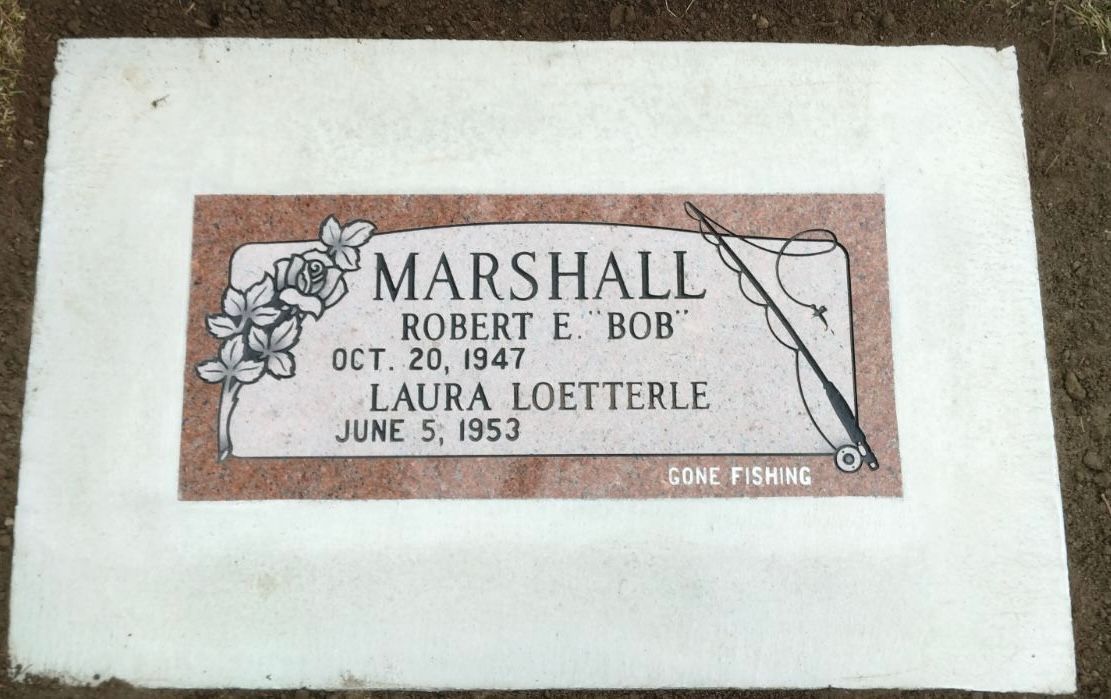 MARSHALL
ROBERT E. "BOB"
OCT. 20, 1947
LAURA LOETTERLE
JUNE 5, 1953
GONE FISHING